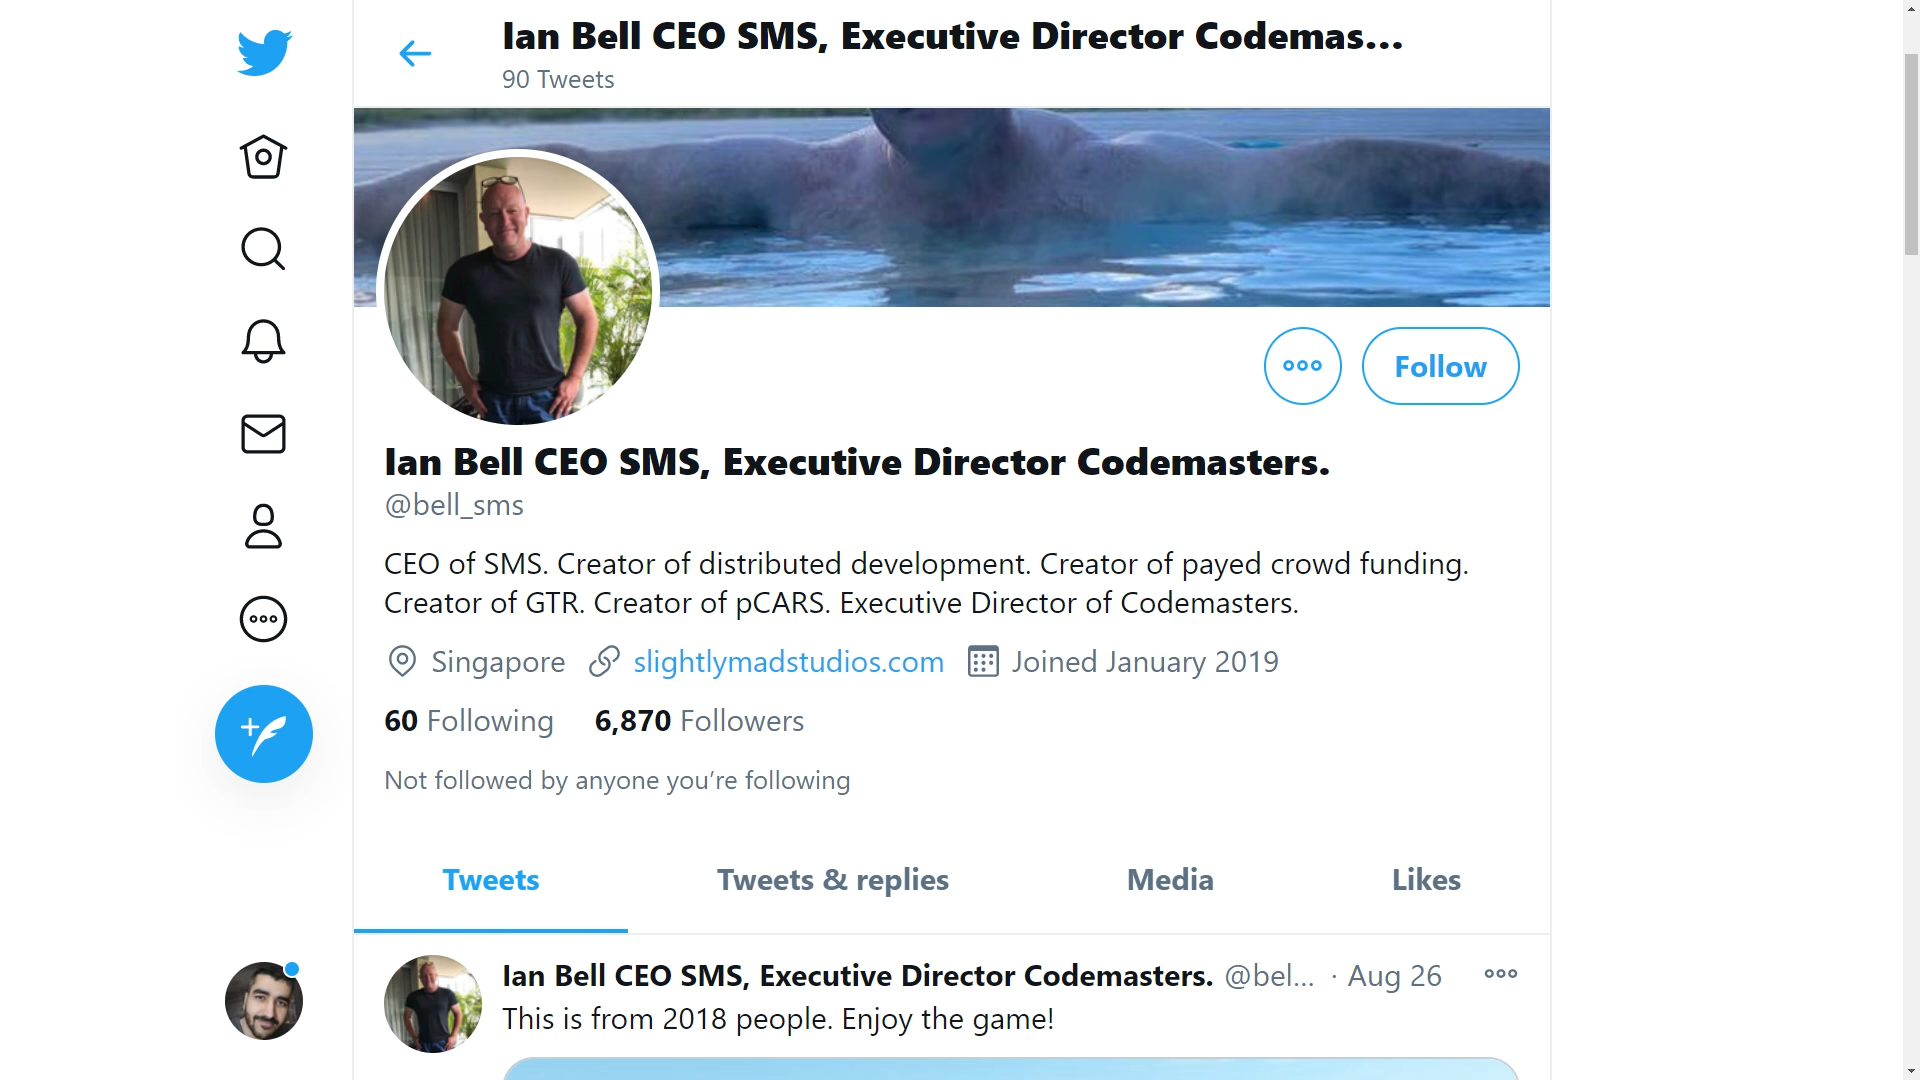 Ian Bell CEO SMS, Executive Director Codemas...
90 Tweets
Follow
Ian Bell CEO SMS, Executive Director Codemasters.
@bell_sms
CEO of SMS. Creator of distributed development. Creator of payed crowd funding.
Creator of GTR. Creator of pCARS. Executive Director of Codemasters.
Singapore slightlymadstudios.com Joined January 2019
60 Following 6,870 Followers
Not followed by anyone you’re following
Tweets Tweets & replies Media Likes
Ian Bell CEO SMS, Executive Director Codemasters. @bel... · Aug 26
This is from 2018 people. Enjoy the game!